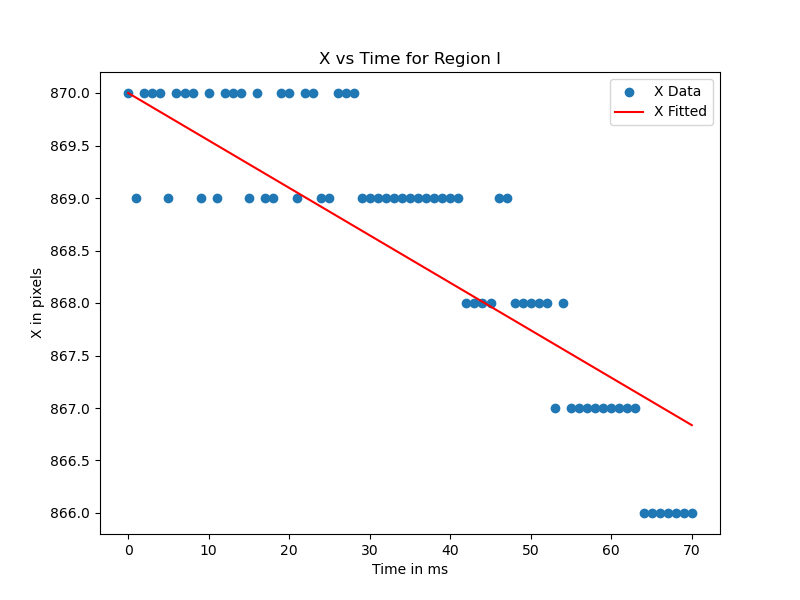 X vs Time for Region I
X Data
X Fitted
870.0
869.5
869.0
868.5
868.0
867.5
867.0
866.5
866.0
X in pixels
0 10 20 30 40 50 60 70
Time in ms